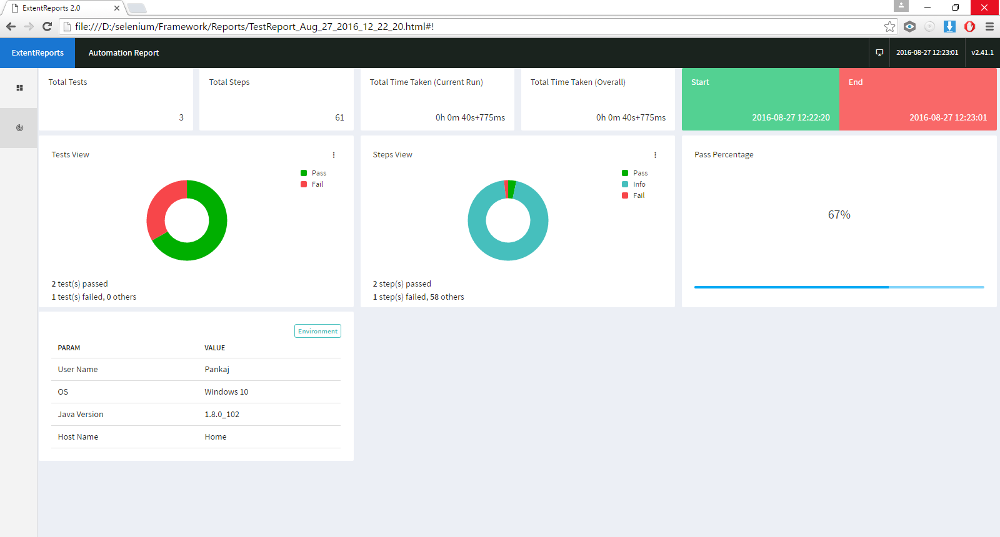 ExtentReports 2.0
file:///D:/selenium/Framework/Reports/TestReport_Aug_27_2016_12_22_20.html#!
ExtentReports
Automation Report
2016-08-27 12:23:01
v2.41.1
Total Tests
3
Total Steps
61
Total Time Taken (Current Run)
0h 0m 40s+775ms
Total Time Taken (Overall)
0h 0m 40s+775ms
Start
2016-08-27 12:22:20
End
2016-08-27 12:23:01
Tests View
Pass
Fail
2 test(s) passed
1 test(s) failed, 0 others
Steps View
Pass
Info
Fail
2 step(s) passed
1 step(s) failed, 58 others
Pass Percentage
67%
Environment
PARAM VALUE
User Name Pankaj
OS Windows 10
Java Version 1.8.0_102
Host Name Home